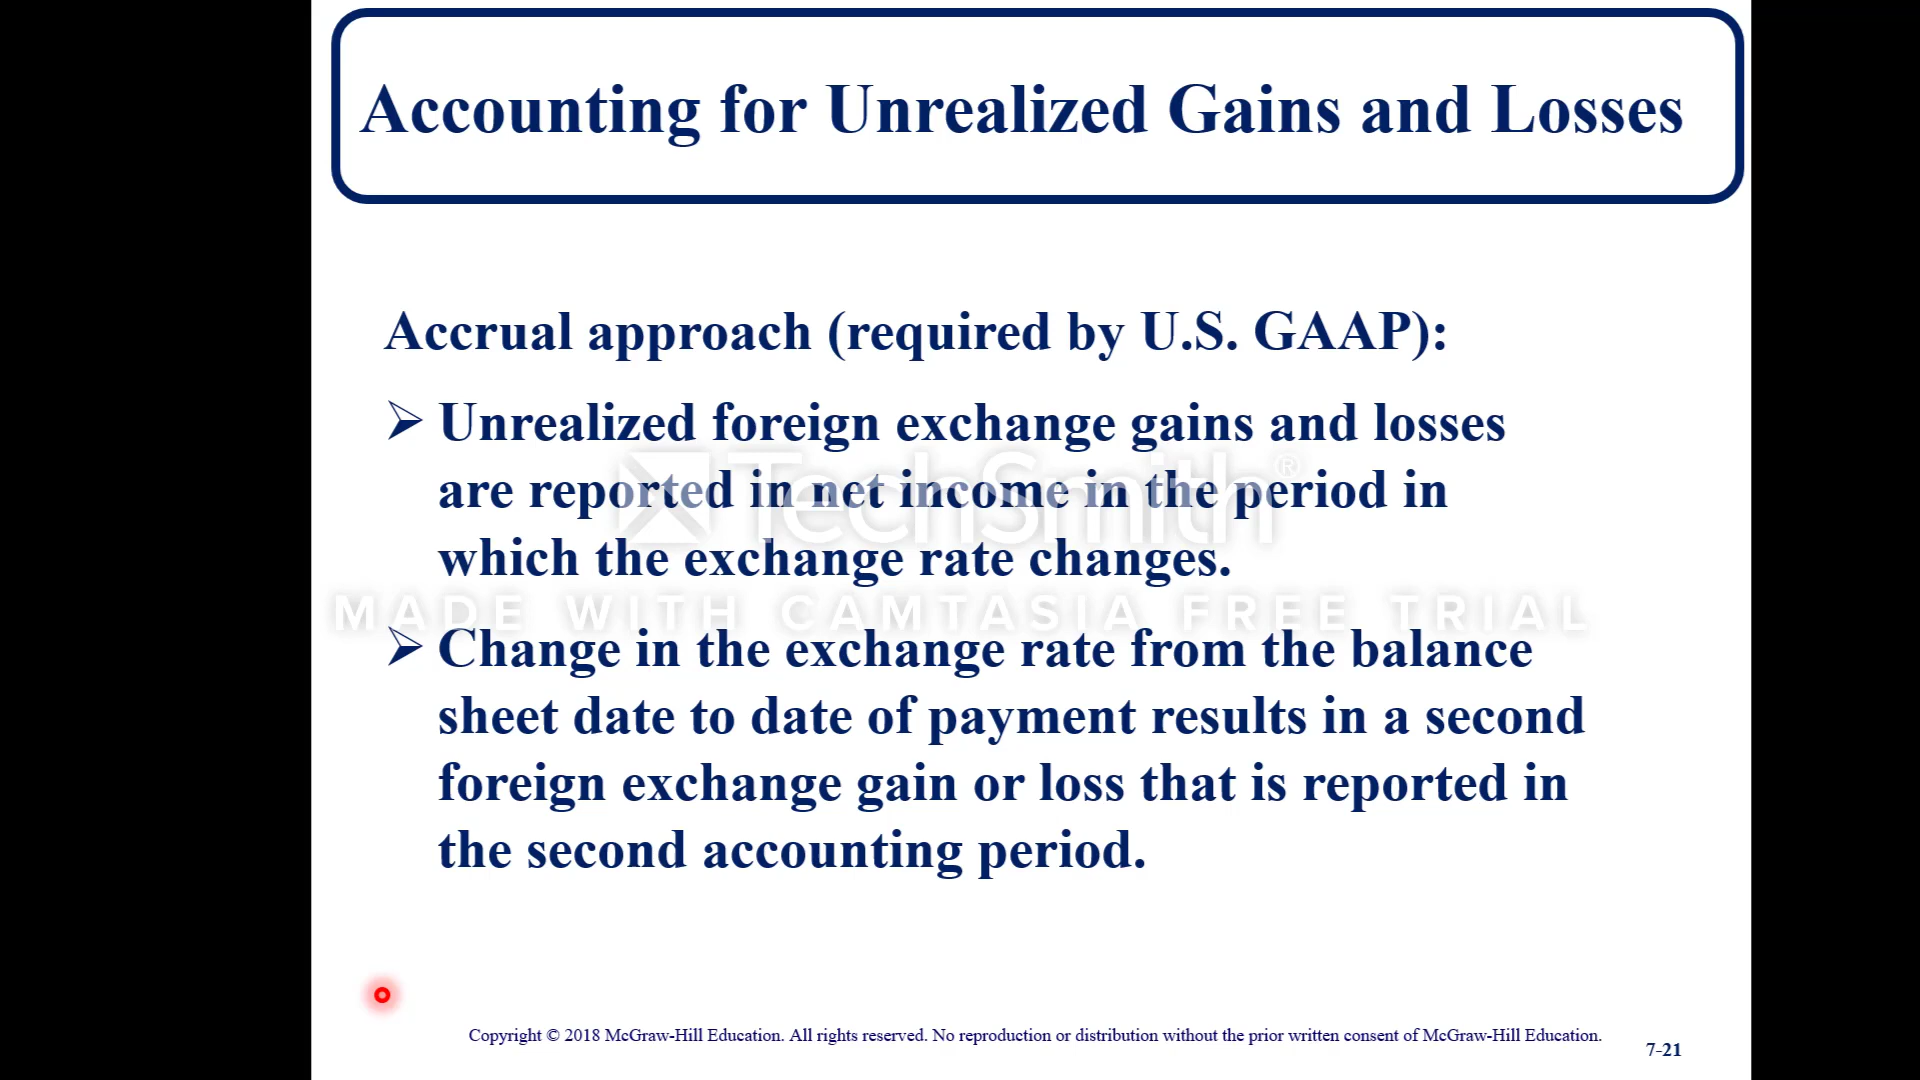 Accounting for Unrealized Gains and Losses
Accrual approach (required by U.S. GAAP):
➢ Unrealized foreign exchange gains and losses
are reported in net income in the period in
which the exchange rate changes.
➢ Change in the exchange rate from the balance
sheet date to date of payment results in a second
foreign exchange gain or loss that is reported in
the second accounting period.
TechSmith®
MADE WITH CAMTASIA FREE TRIAL
Copyright © 2018 McGraw-Hill Education. All rights reserved. No reproduction or distribution without the prior written consent of McGraw-Hill Education.
7-21